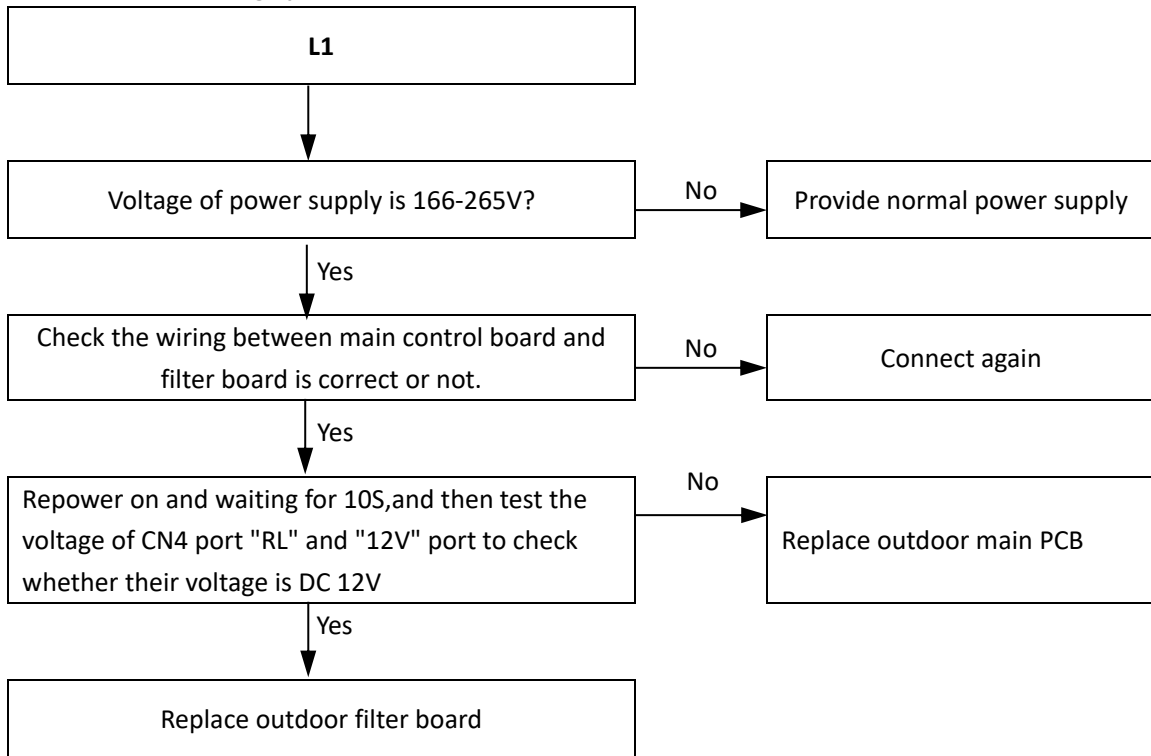 L1
Voltage of power supply is 166-265V?
No
Provide normal power supply
Yes
Check the wiring between main control board and
filter board is correct or not.
No
Connect again
Yes
Repower on and waiting for 10S,and then test the
voltage of CN4 port "RL" and "12V" port to check
whether their voltage is DC 12V
No
Replace outdoor main PCB
Yes
Replace outdoor filter board